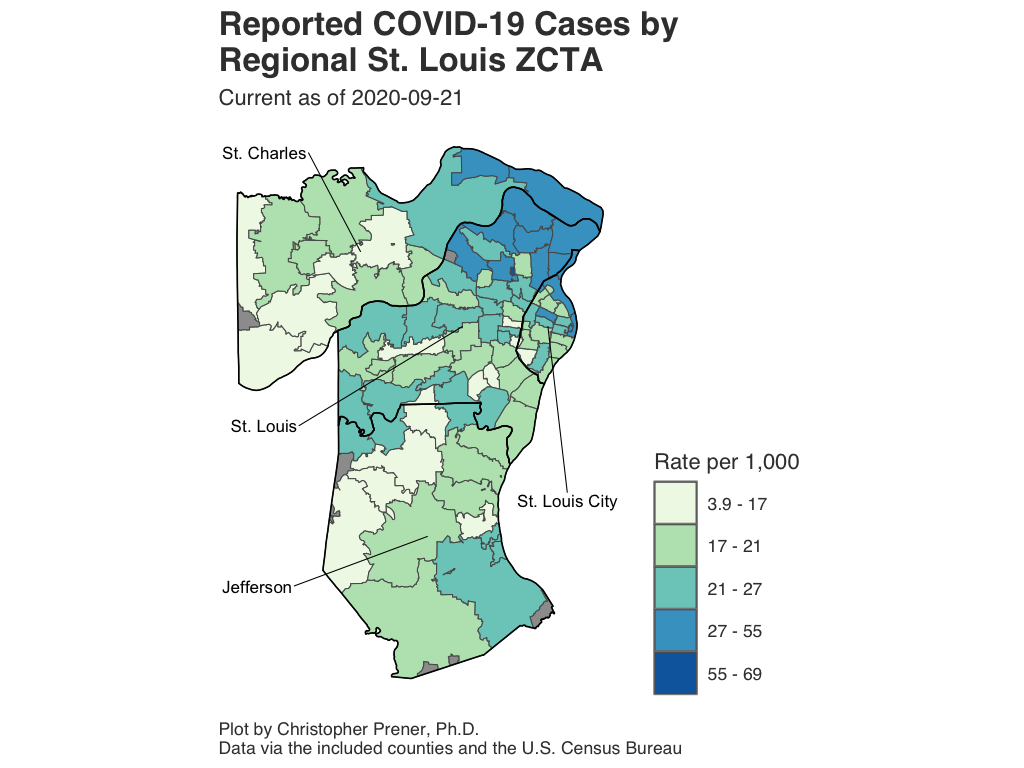 Reported COVID-19 Cases by
Regional St. Louis ZCTA
Current as of 2020-09-21
St. Charles
St. Louis
St. Louis City
Jefferson
Rate per 1,000
3.9 - 17
17 - 21
21 - 27
27 - 55
55 - 69
Plot by Christopher Prener, Ph.D.
Data via the included counties and the U.S. Census Bureau